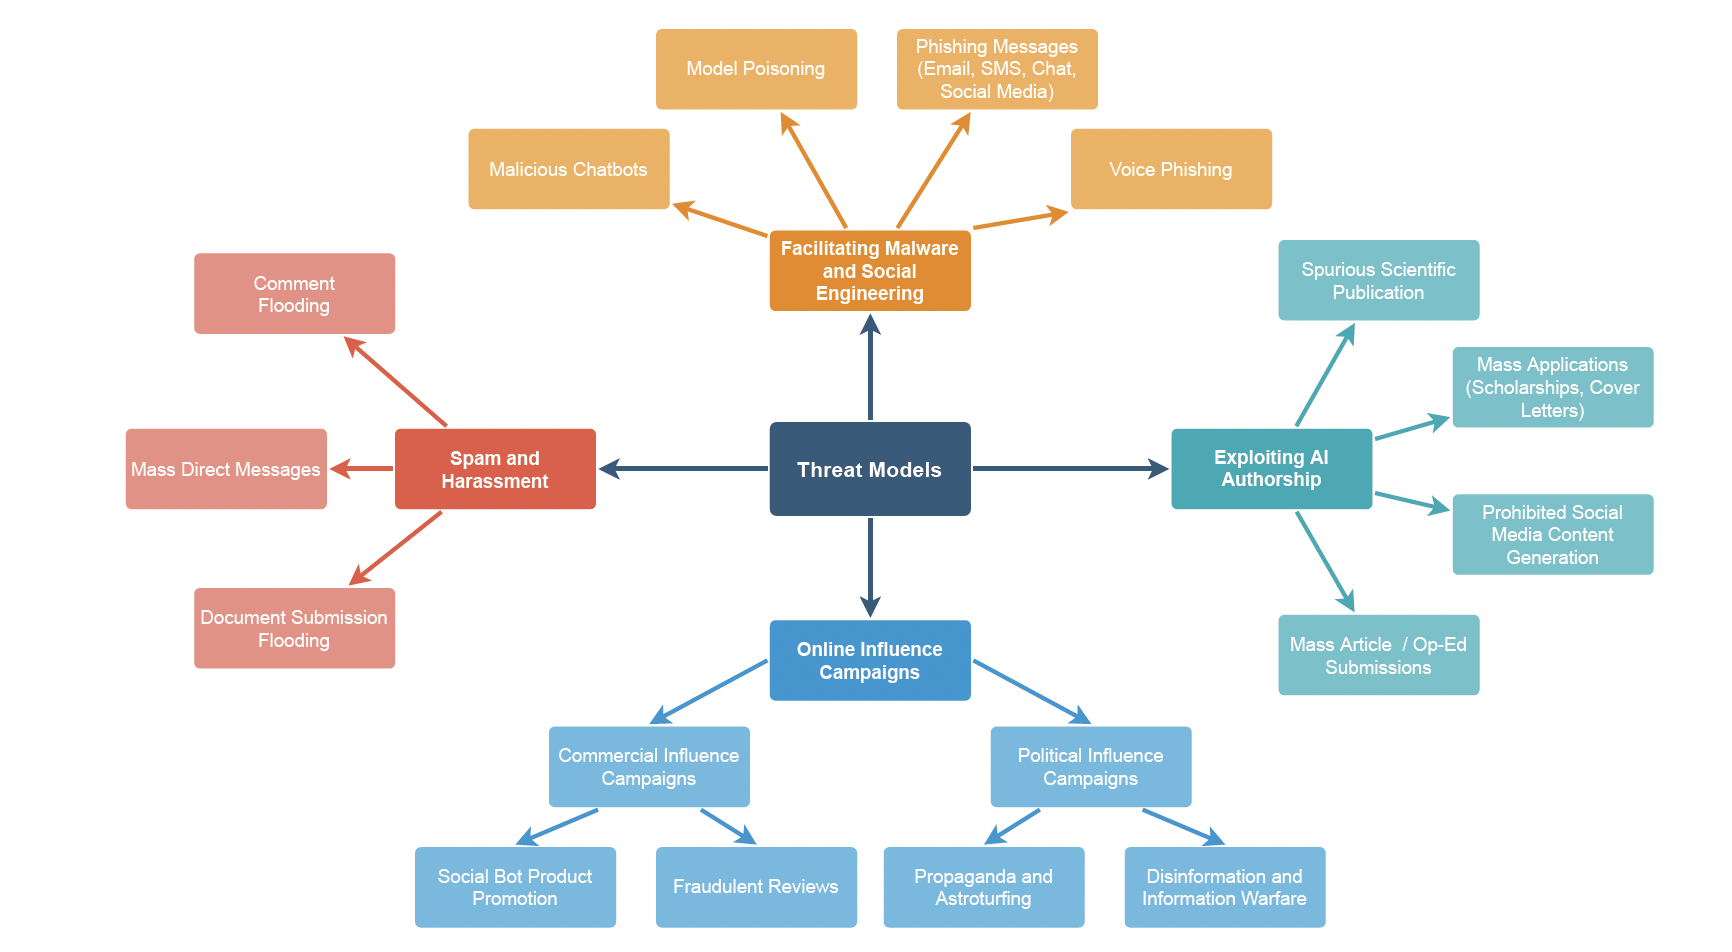 Model Poisoning
Phishing Messages
(Email, SMS, Chat,
Social Media)
Malicious Chatbots
Voice Phishing
Facilitating Malware
and Social
Engineering
Comment
Flooding
Spurious Scientific
Publication
Mass Applications
(Scholarships, Cover
Letters)
Mass Direct Messages
Spam and
Harassment
Threat Models
Exploiting AI
Authorship
Prohibited Social
Media Content
Generation
Document Submission
Flooding
Online Influence
Campaigns
Mass Article / Op-Ed
Submissions
Commercial Influence
Campaigns
Political Influence
Campaigns
Social Bot Product
Promotion
Fraudulent Reviews
Propaganda and
Astroturfing
Disinformation and
Information Warfare